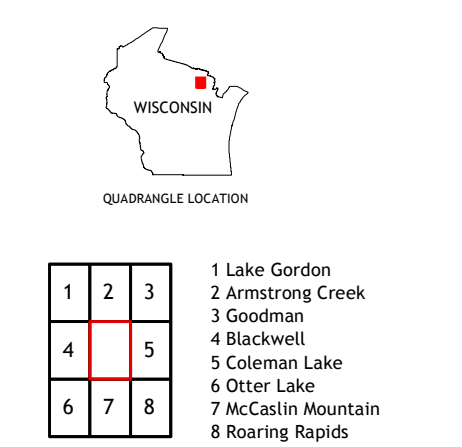 WISCONSIN
QUADRANGLE LOCATION
1 2 3
4 5
6 7 8
1 Lake Gordon
2 Armstrong Creek
3 Goodman
4 Blackwell
5 Coleman Lake
6 Otter Lake
7 McCaslin Mountain
8 Roaring Rapids